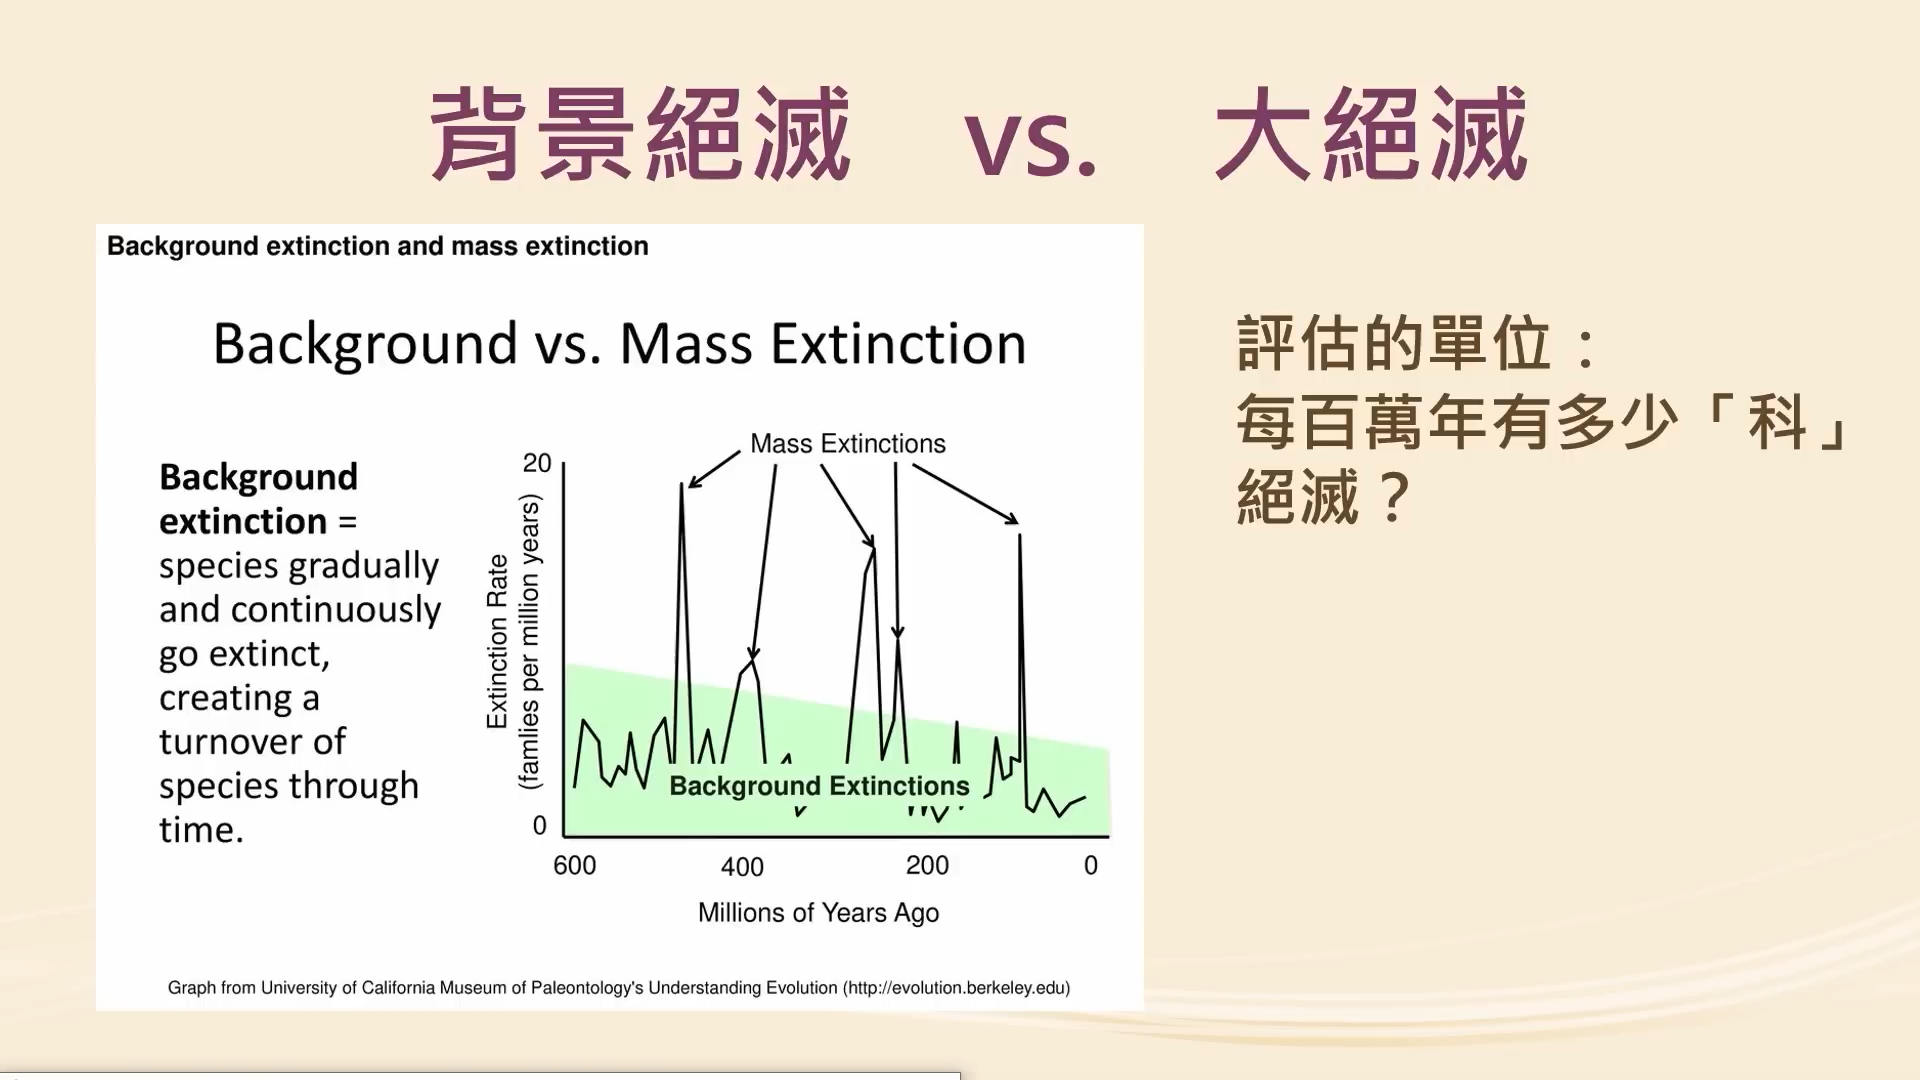 背景絕滅 vs. 大絕滅
Background extinction and mass extinction
Background vs. Mass Extinction
Background
extinction =
species gradually
and continuously
go extinct,
creating a
turnover of
species through
time.
Mass Extinctions
20
Extinction Rate
(famlies per million years)
Background Extinctions
0
600 400 200 0
Millions of Years Ago
Graph from University of California Museum of Paleontology's Understanding Evolution (http://evolution.berkeley.edu)
評估的單位：
每百萬年有多少「科」
絕滅？